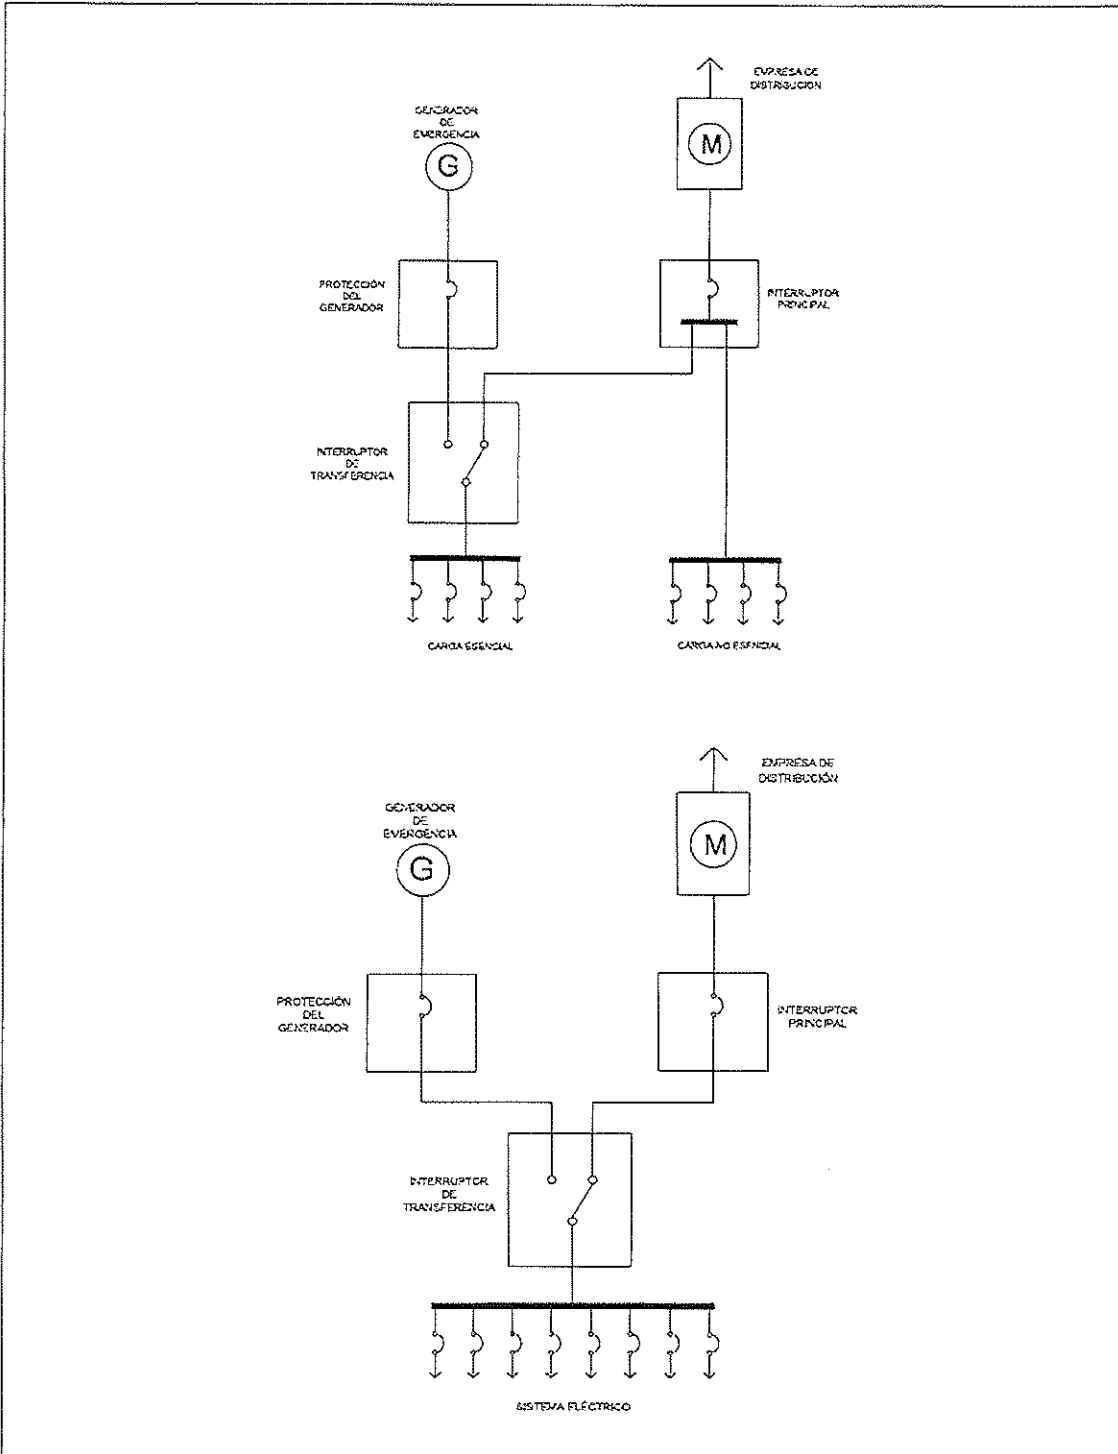 EMPRESA DE
DISTRIBUCIÓN
GENERADOR
DE
EMERGENCIA
G
M
PROTECCIÓN
DEL
GENERADOR
INTERRUPTOR
PRINCIPAL
INTERRUPTOR
DE
TRANSFERENCIA
CARGA ESENCIAL
CARGA NO ESENCIAL
EMPRESA DE
DISTRIBUCIÓN
GENERADOR
DE
EMERGENCIA
M
G
PROTECCIÓN
DEL
GENERADOR
INTERRUPTOR
PRINCIPAL
INTERRUPTOR
DE
TRANSFERENCIA
SISTEMA ELÉCTRICO